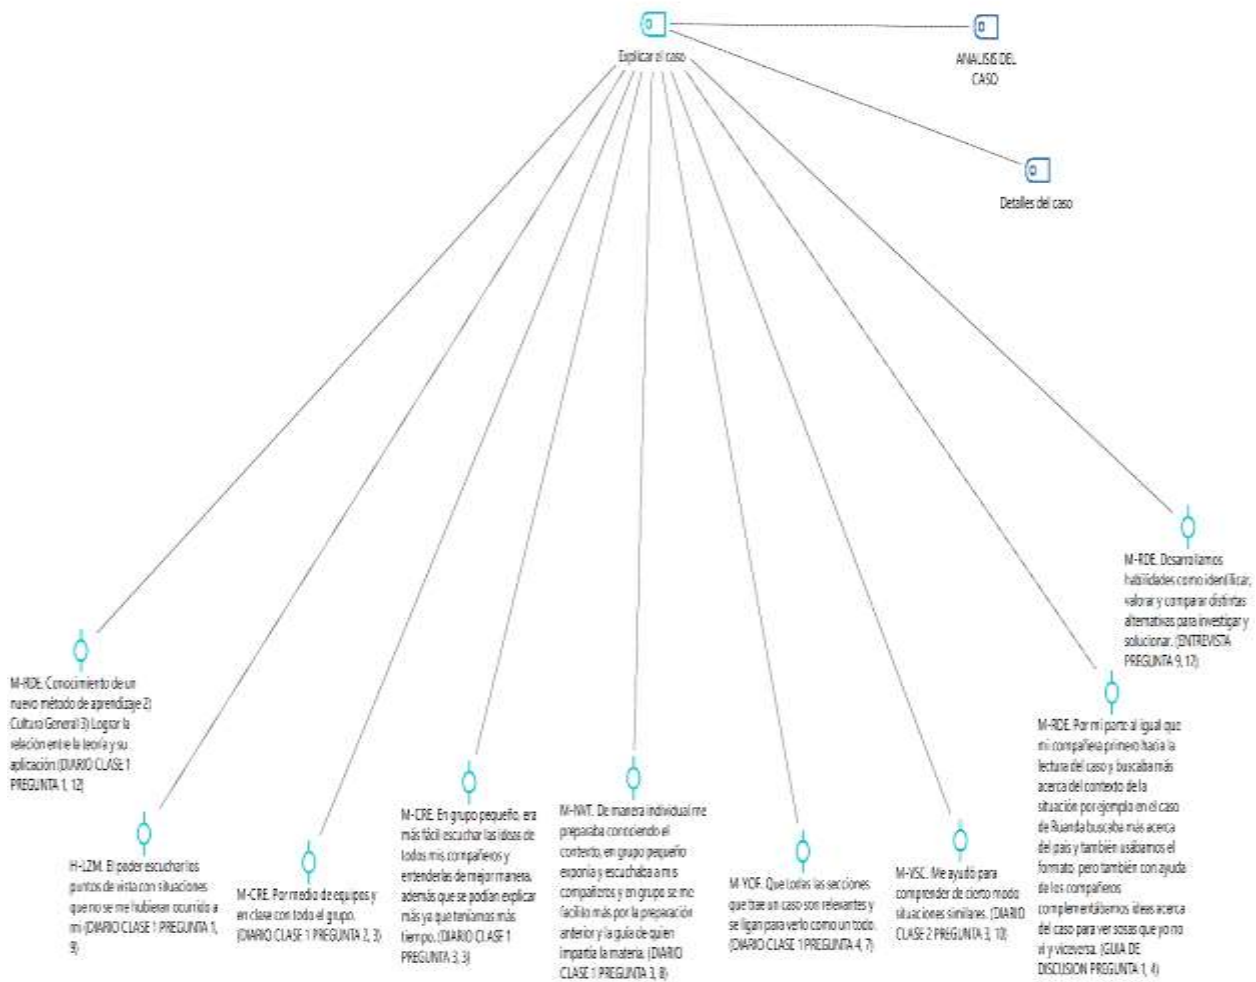 Explicar el caso
ANALISIS DEL
CASO
Detalles del caso
M-RDE. Desarrollamos
habilidades como identificar,
valorar y comparar distintas
alternativas para investigar y
solucionar. (ENTREVISTA
PREGUNTA 9, 17)
M-RDE. Conocimiento de un
nuevo método de aprendizaje 2)
Cultura General 3) Lograr la
relación entre la teoría y su
aplicación (DIARIO CLASE 1
PREGUNTA 1, 12)
H-LZM. El poder escuchar los
puntos de vista con situaciones
que no se me hubieran ocurrido a
mi (DIARIO CLASE 1 PREGUNTA 1,
9)
M-CRE. Por medio de equipos y
en clase con todo el grupo.
(DIARIO CLASE 1 PREGUNTA 2, 3)
M-CRE. En grupo pequeño, era
más fácil escuchar las ideas de
todos mis compañeros y
entenderlas de mejor manera,
además que se podían explicar
más ya que teníamos más
tiempo. (DIARIO CLASE 1
PREGUNTA 3, 3)
M-NVT. De manera individual me
preparaba conociendo el
contexto, en grupo pequeño
exponía y escuchaba a mis
compañeros y en grupo se me
facilito más por la preparación
anterior y la guía de quien
impartía la materia. (DIARIO
CLASE 1 PREGUNTA 3, 8)
M-YOF. Que todas las secciones
que trae un caso son relevantes y
se ligan para verlo como un todo.
(DIARIO CLASE 1 PREGUNTA 4, 7)
M-VSC. Me ayudó para
comprender de cierto modo
situaciones similares. (DIARIO
CLASE 2 PREGUNTA 3, 10)
M-RDE. Por mi parte al igual que
mi compañera primero hacia la
lectura del caso y buscaba más
acerca del contexto de la
situación por ejemplo en el caso
de Ruanda buscaba más acerca
del país y también usábamos el
formato, pero también con ayuda
de los compañeros
complementábamos ideas acerca
del caso para ver cosas que yo no
vi y viceversa. (GUIA DE
DISCUSION PREGUNTA 1, 4)